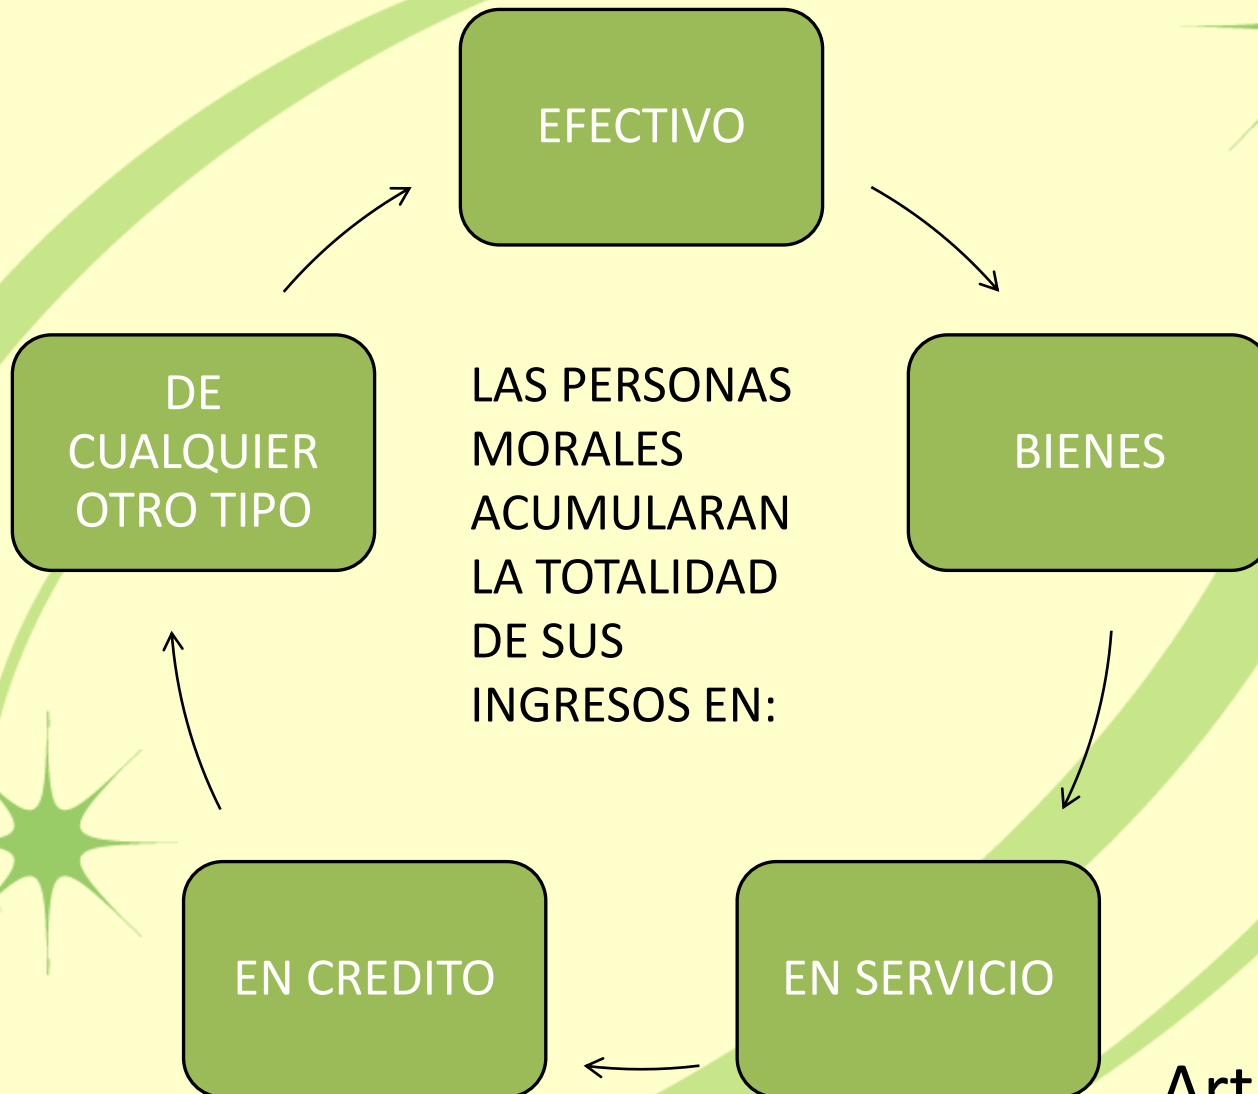 EFECTIVO
DE
CUALQUIER
OTRO TIPO
LAS PERSONAS
MORALES
ACUMULARAN
LA TOTALIDAD
DE SUS
INGRESOS EN:
BIENES
EN CREDITO
EN SERVICIO
Art